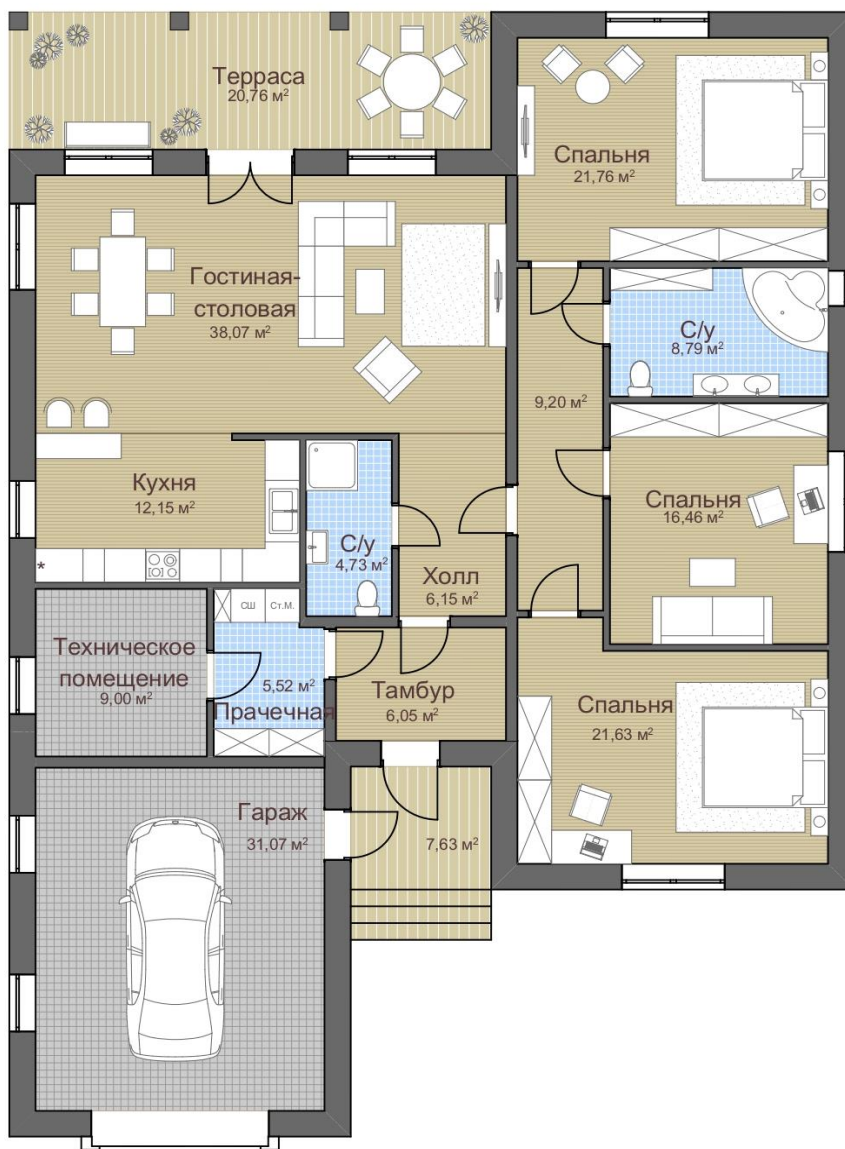 Терраса
20,76 м²
Спальня
21,76 м²
Гостиная-
столовая
38,07 м²
С/у
8,79 м²
9,20 м²
Кухня
12,15 м²
Спальня
16,46 м²
С/у
4,73 м²
Холл
6,15 м²
*
СШ
Ст.М.
Техническое
помещение
9,00 м²
5,52 м²
Прачечная
Тамбур
6,05 м²
Спальня
21,63 м²
Гараж
31,07 м²
7,63 м²